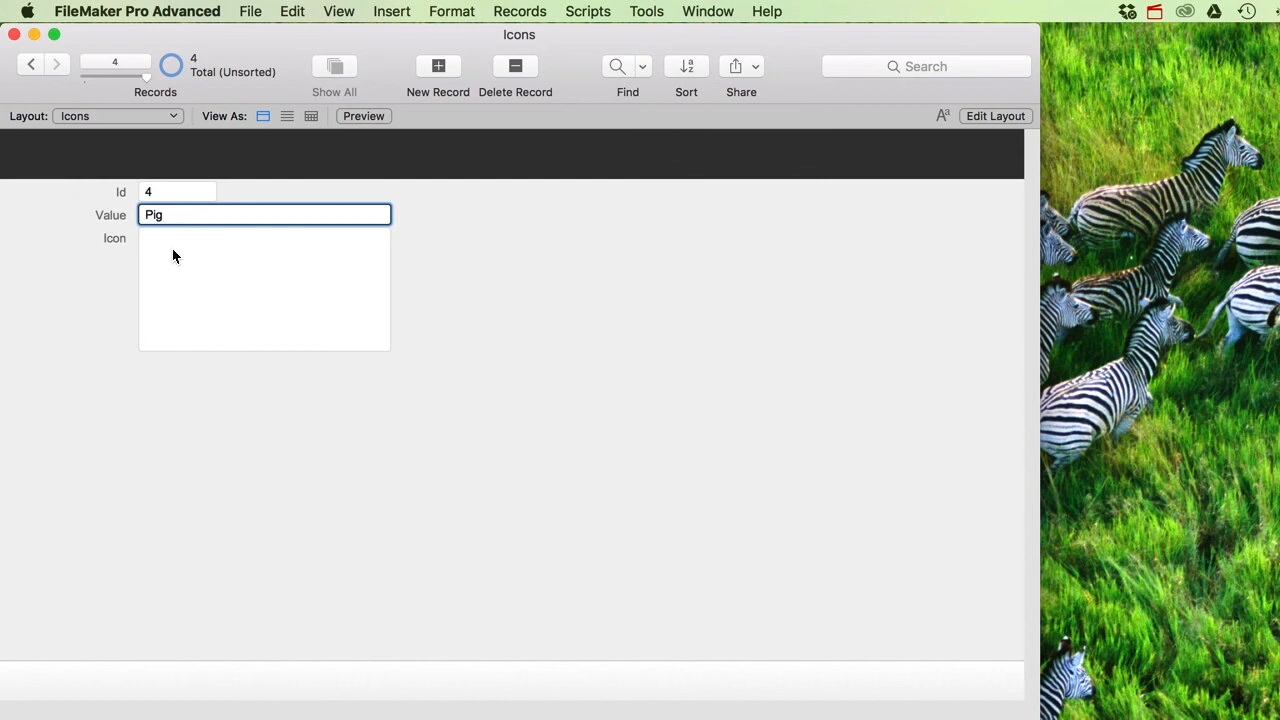 FileMaker Pro Advanced File Edit View Insert Format Records Scripts Tools Window Help
Icons
4
4
Total (Unsorted)
Records
Show All
New Record
Delete Record
Find
Sort
Share
Search
Layout: Icons
View As:
Preview
Aa
Edit Layout
Id 4
Value Pig
Icon